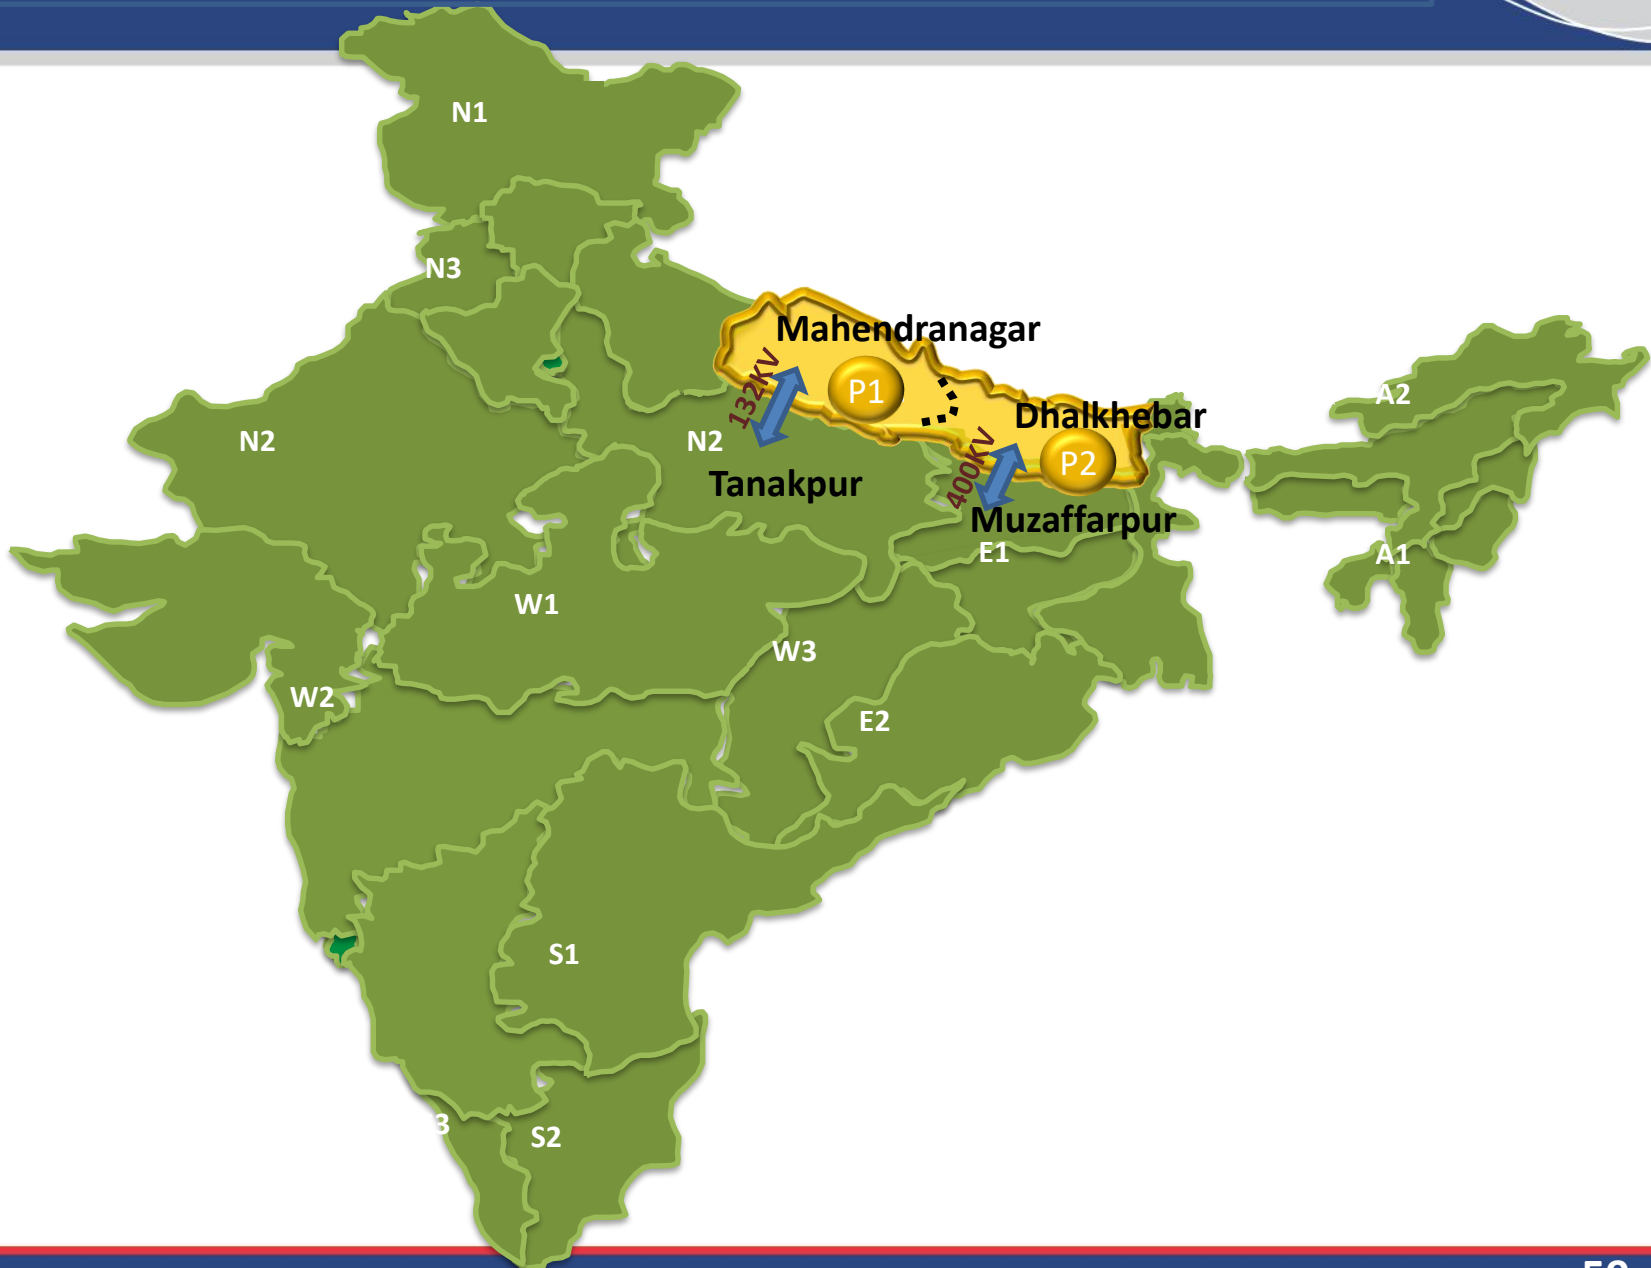 N1
N3
Mahendranagar
132KV
P1
A2
Dhalkhebar
N2
N2
400KV
P2
Tanakpur
Muzaffarpur
E1
A1
W1
W3
W2
E2
S1
3
S2